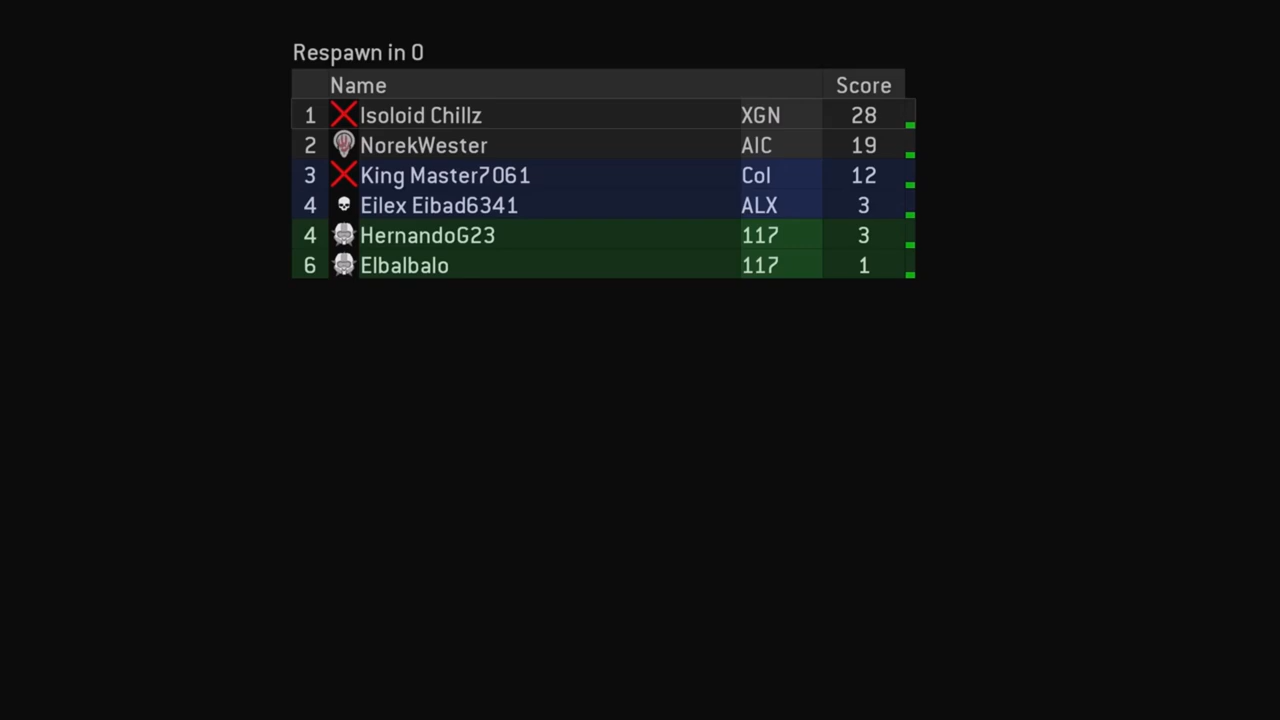 Respawn in 0
Name Score
1 Isoloid Chillz XGN 28
2 NorekWester AIC 19
3 King Master7061 Col 12
4 Eilex Eibad6341 ALX 3
4 HernandoG23 117 3
6 Elbalbalo 117 1